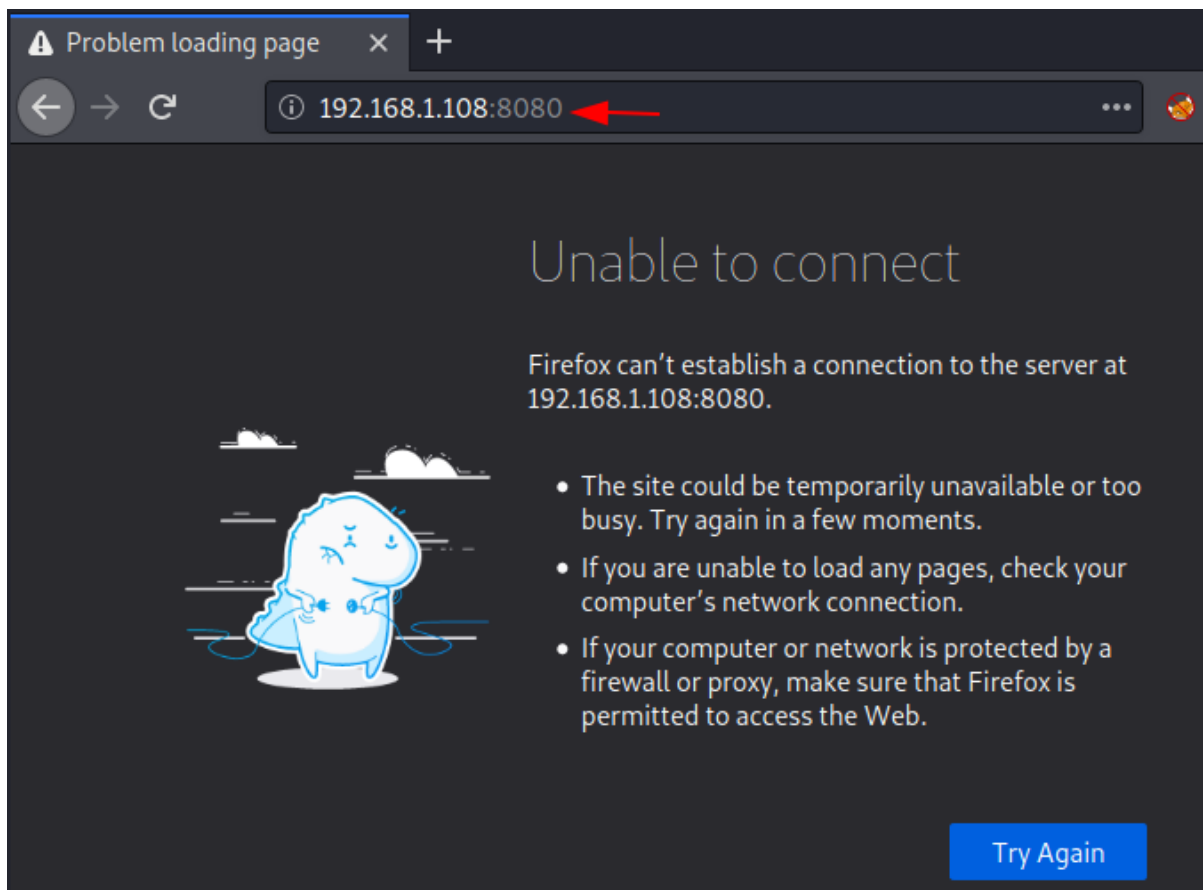 Problem loading page
192.168.1.108:8080
Unable to connect
Firefox can’t establish a connection to the server at
192.168.1.108:8080.
• The site could be temporarily unavailable or too
busy. Try again in a few moments.
• If you are unable to load any pages, check your
computer’s network connection.
• If your computer or network is protected by a
firewall or proxy, make sure that Firefox is
permitted to access the Web.
Try Again